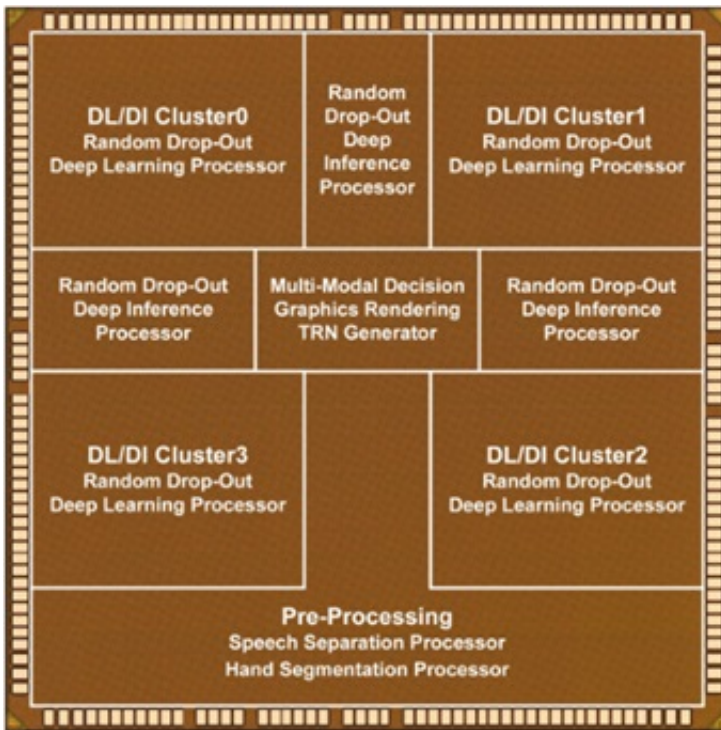 DL/DI Cluster0
Random Drop-Out
Deep Learning Processor
Random
Drop-Out
Deep
Inference
Processor
DL/DI Cluster1
Random Drop-Out
Deep Learning Processor
Random Drop-Out
Deep Inference
Processor
Multi-Modal Decision
Graphics Rendering
TRN Generator
Random Drop-Out
Deep Inference
Processor
DL/DI Cluster3
Random Drop-Out
Deep Learning Processor
DL/DI Cluster2
Random Drop-Out
Deep Learning Processor
Pre-Processing
Speech Separation Processor
Hand Segmentation Processor